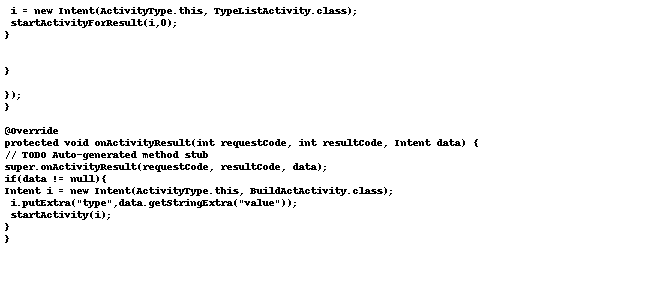 i = new Intent(ActivityType.this, TypeListActivity.class);
startActivityForResult(i,0);
}
}
});
}
@Override
protected void onActivityResult(int requestCode, int resultCode, Intent data) {
// TODO Auto-generated method stub
super.onActivityResult(requestCode, resultCode, data);
if(data != null){
Intent i = new Intent(ActivityType.this, BuildActActivity.class);
i.putExtra("type",data.getStringExtra("value"));
startActivity(i);
}
}